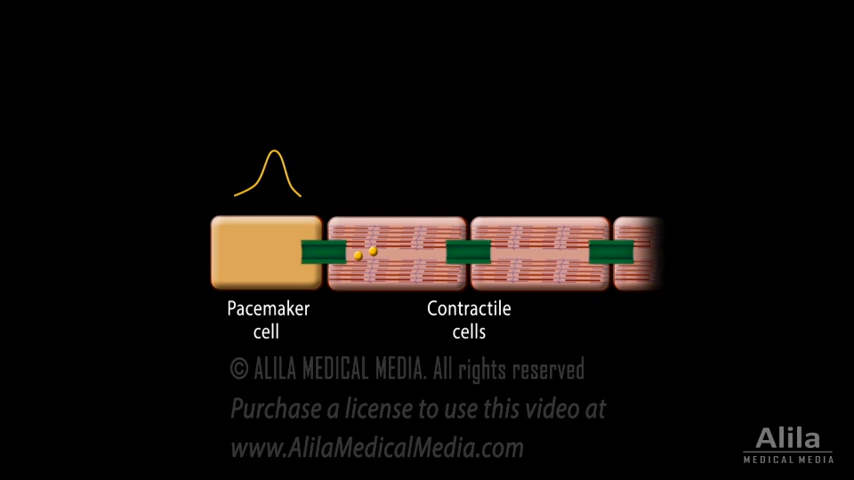 Pacemaker
cell
Contractile
cells
© ALILA MEDICAL MEDIA. All rights reserved
Purchase a license to use this video at
www.AlilaMedicalMedia.com
Alila
MEDICAL MEDIA